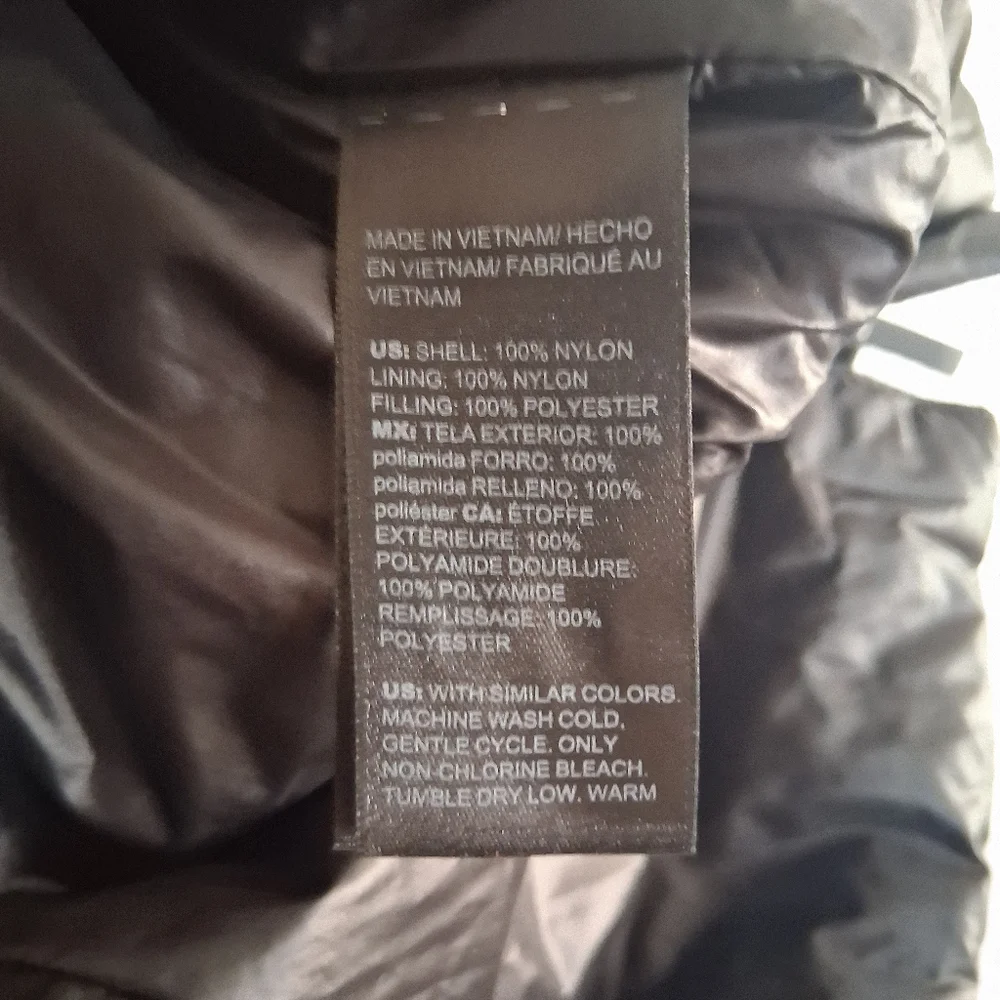 MADE IN VIETNAM/ HECHO
EN VIETNAM/ FABRIQUÉ AU
VIETNAM
US: SHELL: 100% NYLON
LINING: 100% NYLON
FILLING: 100% POLYESTER
MX: TELA EXTERIOR: 100%
poliamida FORRO: 100%
poliamida RELLENO: 100%
poliéster CA: ÉTOFFE
EXTÉRIEURE: 100%
POLYAMIDE DOUBLURE:
100% POLYAMIDE
REMPLISSAGE: 100%
POLYESTER
US: WITH SIMILAR COLORS.
MACHINE WASH COLD,
GENTLE CYCLE. ONLY
NON-CHLORINE BLEACH.
TUMBLE DRY LOW. WARM